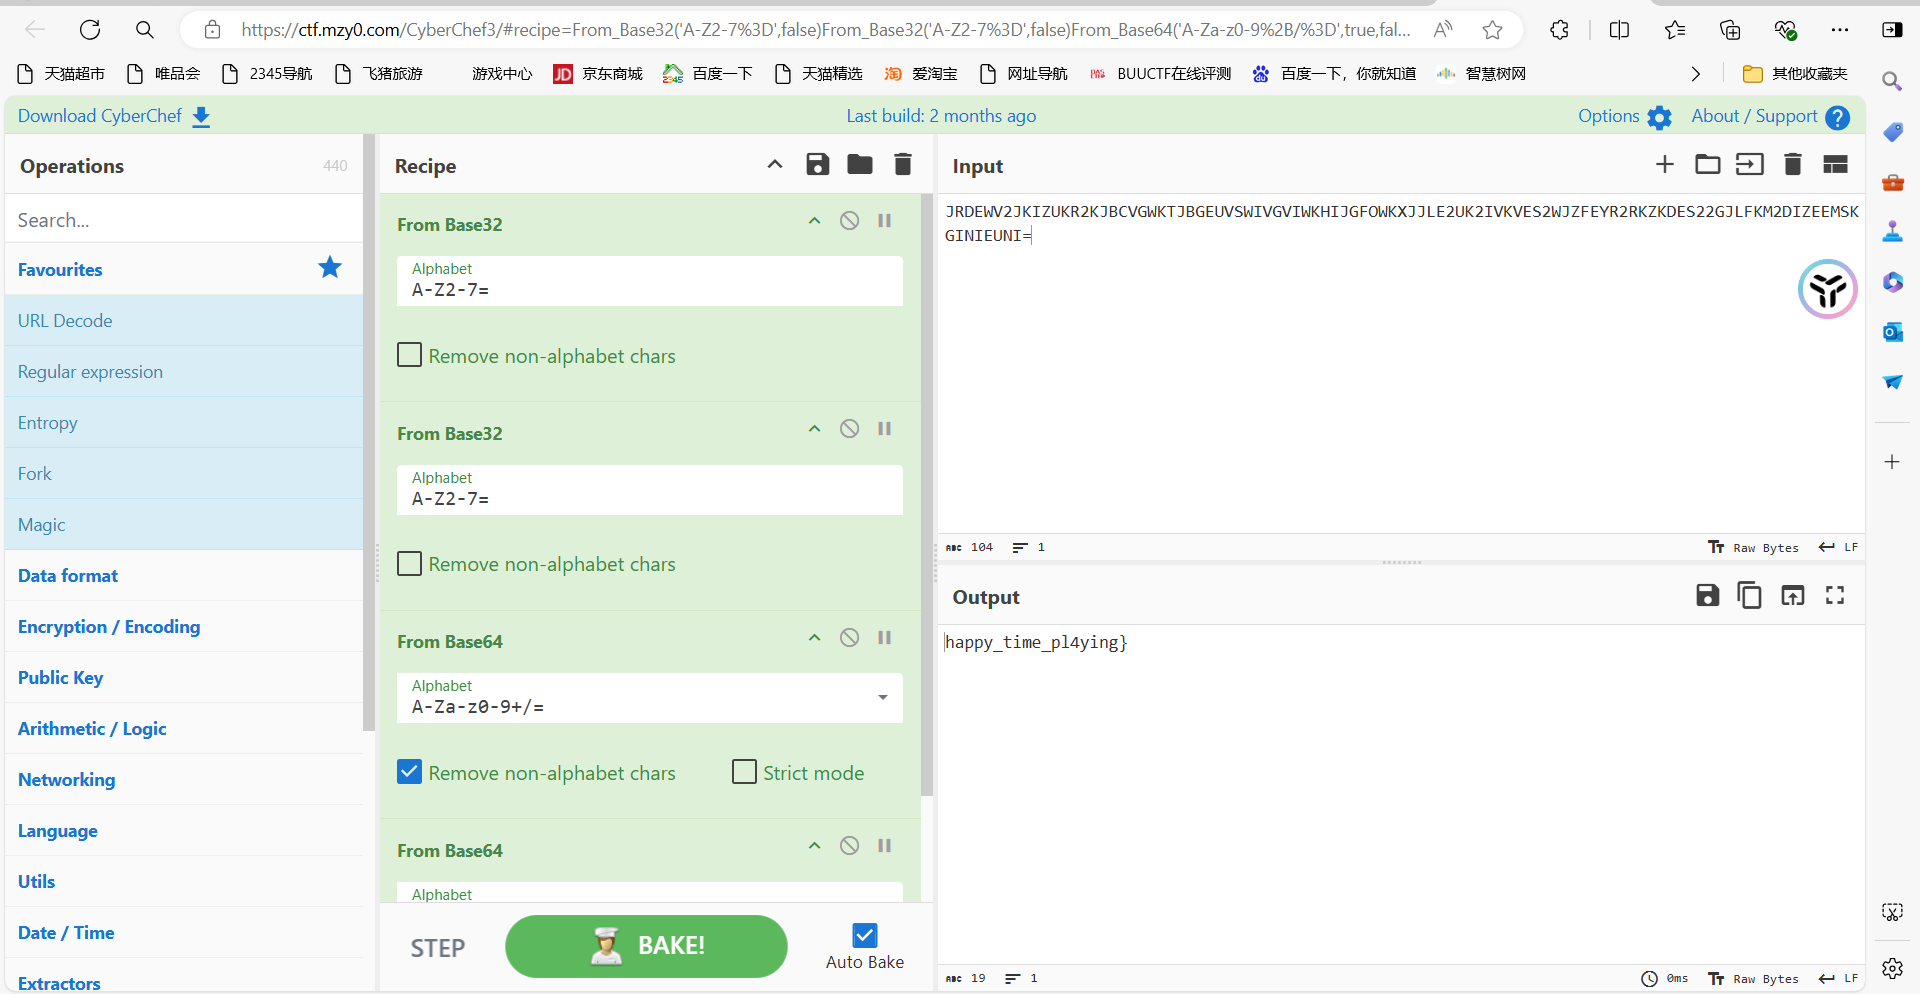 https://ctf.mzy0.com/CyberChef3/#recipe=From_Base32('A-Z2-7%3D',false)From_Base32('A-Z2-7%3D',false)From_Base64('A-Za-z0-9%2B/%3D',true,fal...
天猫超市 唯品会 2345导航 飞猪旅游 游戏中心 京东商城 百度一下 天猫精选 爱淘宝 网址导航 BUUCTF在线评测 百度一下，你就知道 智慧树网 其他收藏夹
Download CyberChef Last build: 2 months ago Options About / Support
Operations 440
Search...
Favourites
URL Decode
Regular expression
Entropy
Fork
Magic
Data format
Encryption / Encoding
Public Key
Arithmetic / Logic
Networking
Language
Utils
Date / Time
Extractors
Recipe
From Base32
Alphabet
A-Z2-7=
Remove non-alphabet chars
From Base32
Alphabet
A-Z2-7=
Remove non-alphabet chars
From Base64
Alphabet
A-Za-z0-9+/=
Remove non-alphabet chars Strict mode
From Base64
Alphabet
STEP BAKE! Auto Bake
Input
JRDEWV2JKIZUKR2KJBCVGWKTJBGEUVSWIVGVIWKHIJGFOWKXJJLE2UK2IVKVES2WJZFEYR2RKZKDES22GJLFKM2DIZEEMSK
GINIEUNI=
ABC 104 1 Raw Bytes LF
Output
happy_time_pl4ying}
ABC 19 1 0ms Raw Bytes LF